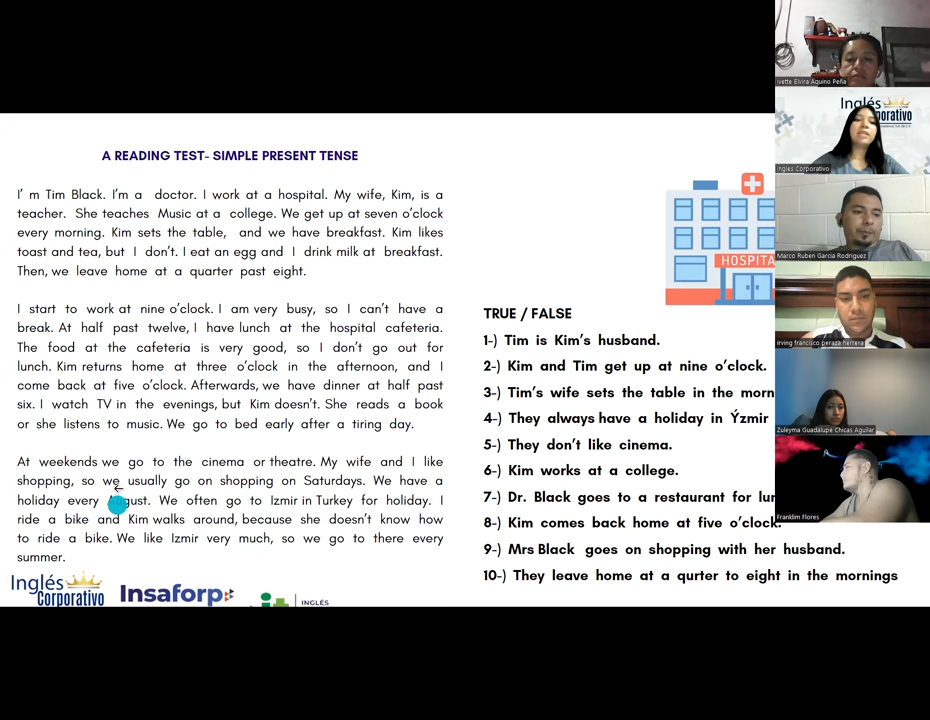 A READING TEST- SIMPLE PRESENT TENSE
I' m Tim Black. I'm a doctor. I work at a hospital. My wife, Kim, is a
teacher. She teaches Music at a college. We get up at seven o'clock
every morning. Kim sets the table, and we have breakfast. Kim likes
toast and tea, but I don't. I eat an egg and I drink milk at breakfast.
Then, we leave home at a quarter past eight.
I start to work at nine o'clock. I am very busy, so I can't have a
break. At half past twelve, I have lunch at the hospital cafeteria.
The food at the cafeteria is very good, so I don't go out for
lunch. Kim returns home at three o'clock in the afternoon, and I
come back at five o'clock. Afterwards, we have dinner at half past
six. I watch TV in the evenings, but Kim doesn't. She reads a book
or she listens to music. We go to bed early after a tiring day.
At weekends we go to the cinema or theatre. My wife and I like
shopping, so we usually go on shopping on Saturdays. We have a
holiday every August. We often go to Izmir in Turkey for holiday. I
ride a bike and Kim walks around, because she doesn't know how
to ride a bike. We like Izmir very much, so we go to there every
summer.
Inglés
Corporativo
Insaforp
INGLÉS
HOSPITA
TRUE / FALSE
1-) Tim is Kim's husband.
2-) Kim and Tim get up at nine o'clock.
3-) Tim's wife sets the table in the morn
4-) They always have a holiday in Ýzmir
5-) They don't like cinema.
6-) Kim works at a college.
7-) Dr. Black goes to a restaurant for lun
8-) Kim comes back home at five o'clock.
9-) Mrs Black goes on shopping with her husband.
10-) They leave home at a qurter to eight in the mornings
Ivette Elvira Aquino Peña
Inglés
orporativo
Ingles Corporativo
Marco Ruben Garcia Rodriguez
irving francisco peraza herrera
Zuleyma Guadalupe Chicas Aguilar
Franklim Flores